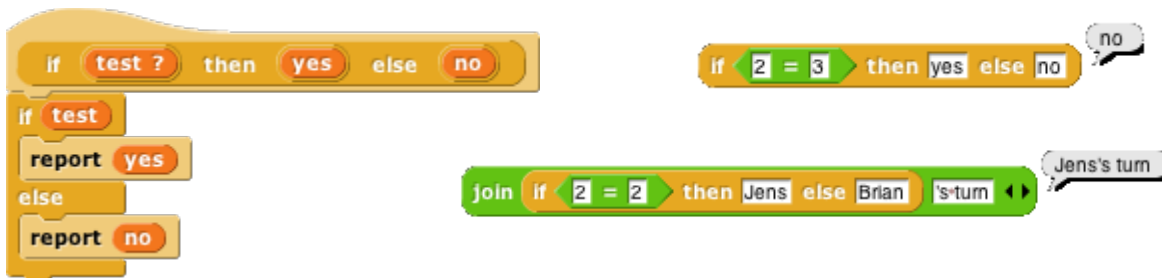 if test ? then yes else no
if test
report yes
else
report no
if 2 = 3 then yes else no
no
join if 2 = 2 then Jens else Brian 's turn
Jens's turn